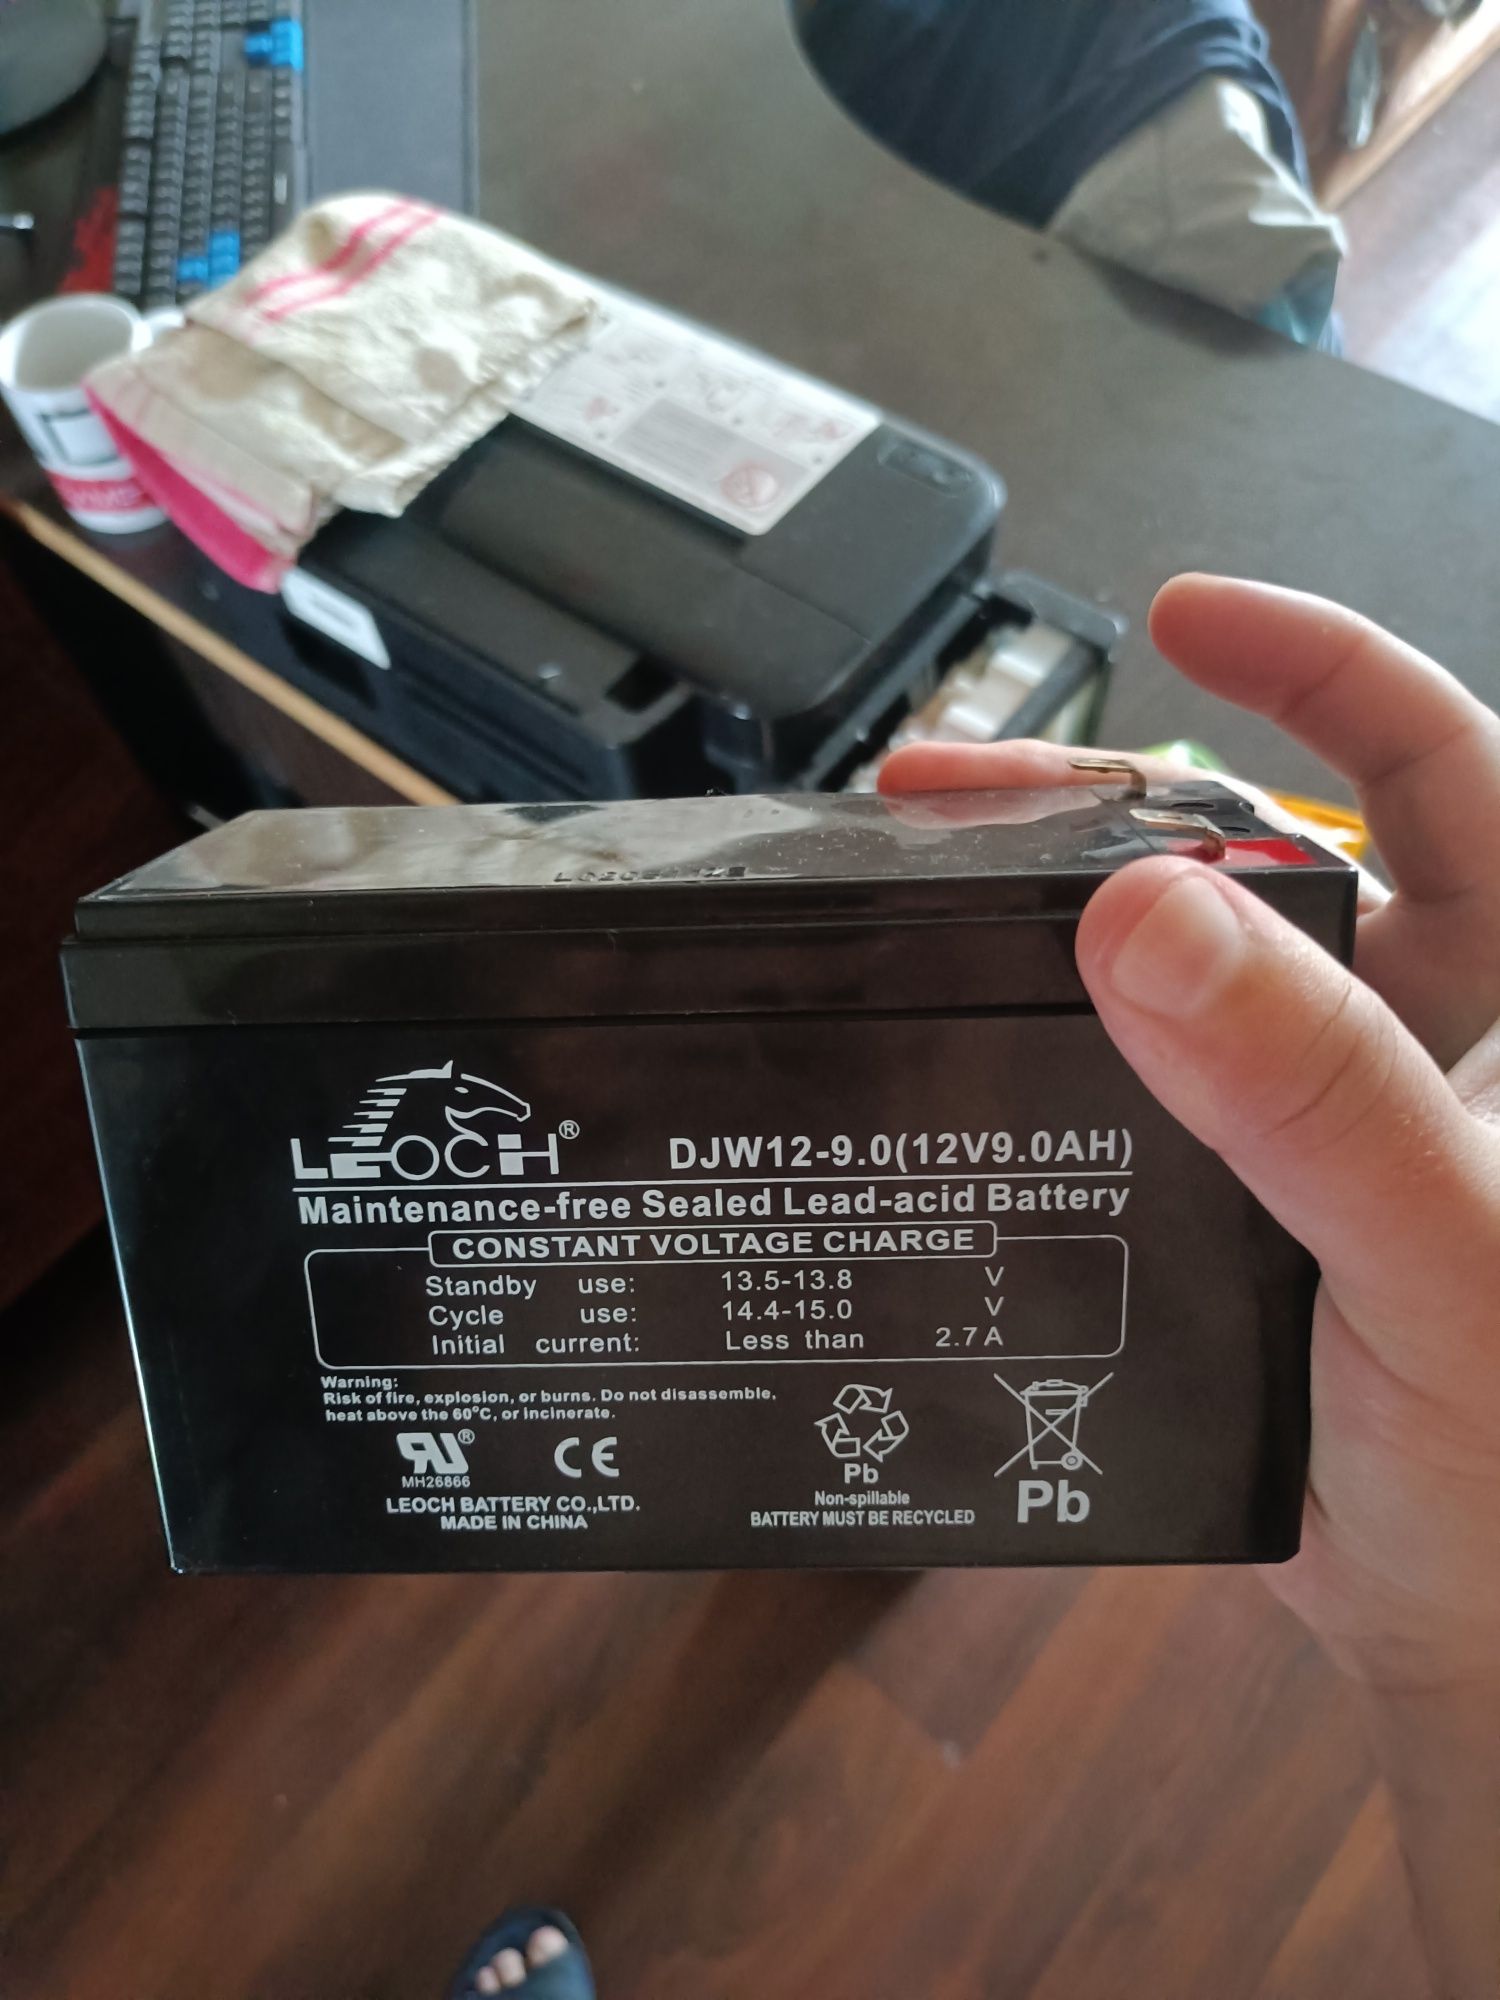 LEOCH®
DJW12-9.0(12V9.0AH)
Maintenance-free Sealed Lead-acid Battery
CONSTANT VOLTAGE CHARGE
Standby use: 13.5-13.8 V
Cycle use: 14.4-15.0 V
Initial current: Less than 2.7 A
Warning:
Risk of fire, explosion, or burns. Do not disassemble,
heat above the 60°C, or incinerate.
RU®
MH26866
CE
LEOCH BATTERY CO.,LTD.
MADE IN CHINA
Pb
Non-spillable
BATTERY MUST BE RECYCLED
Pb